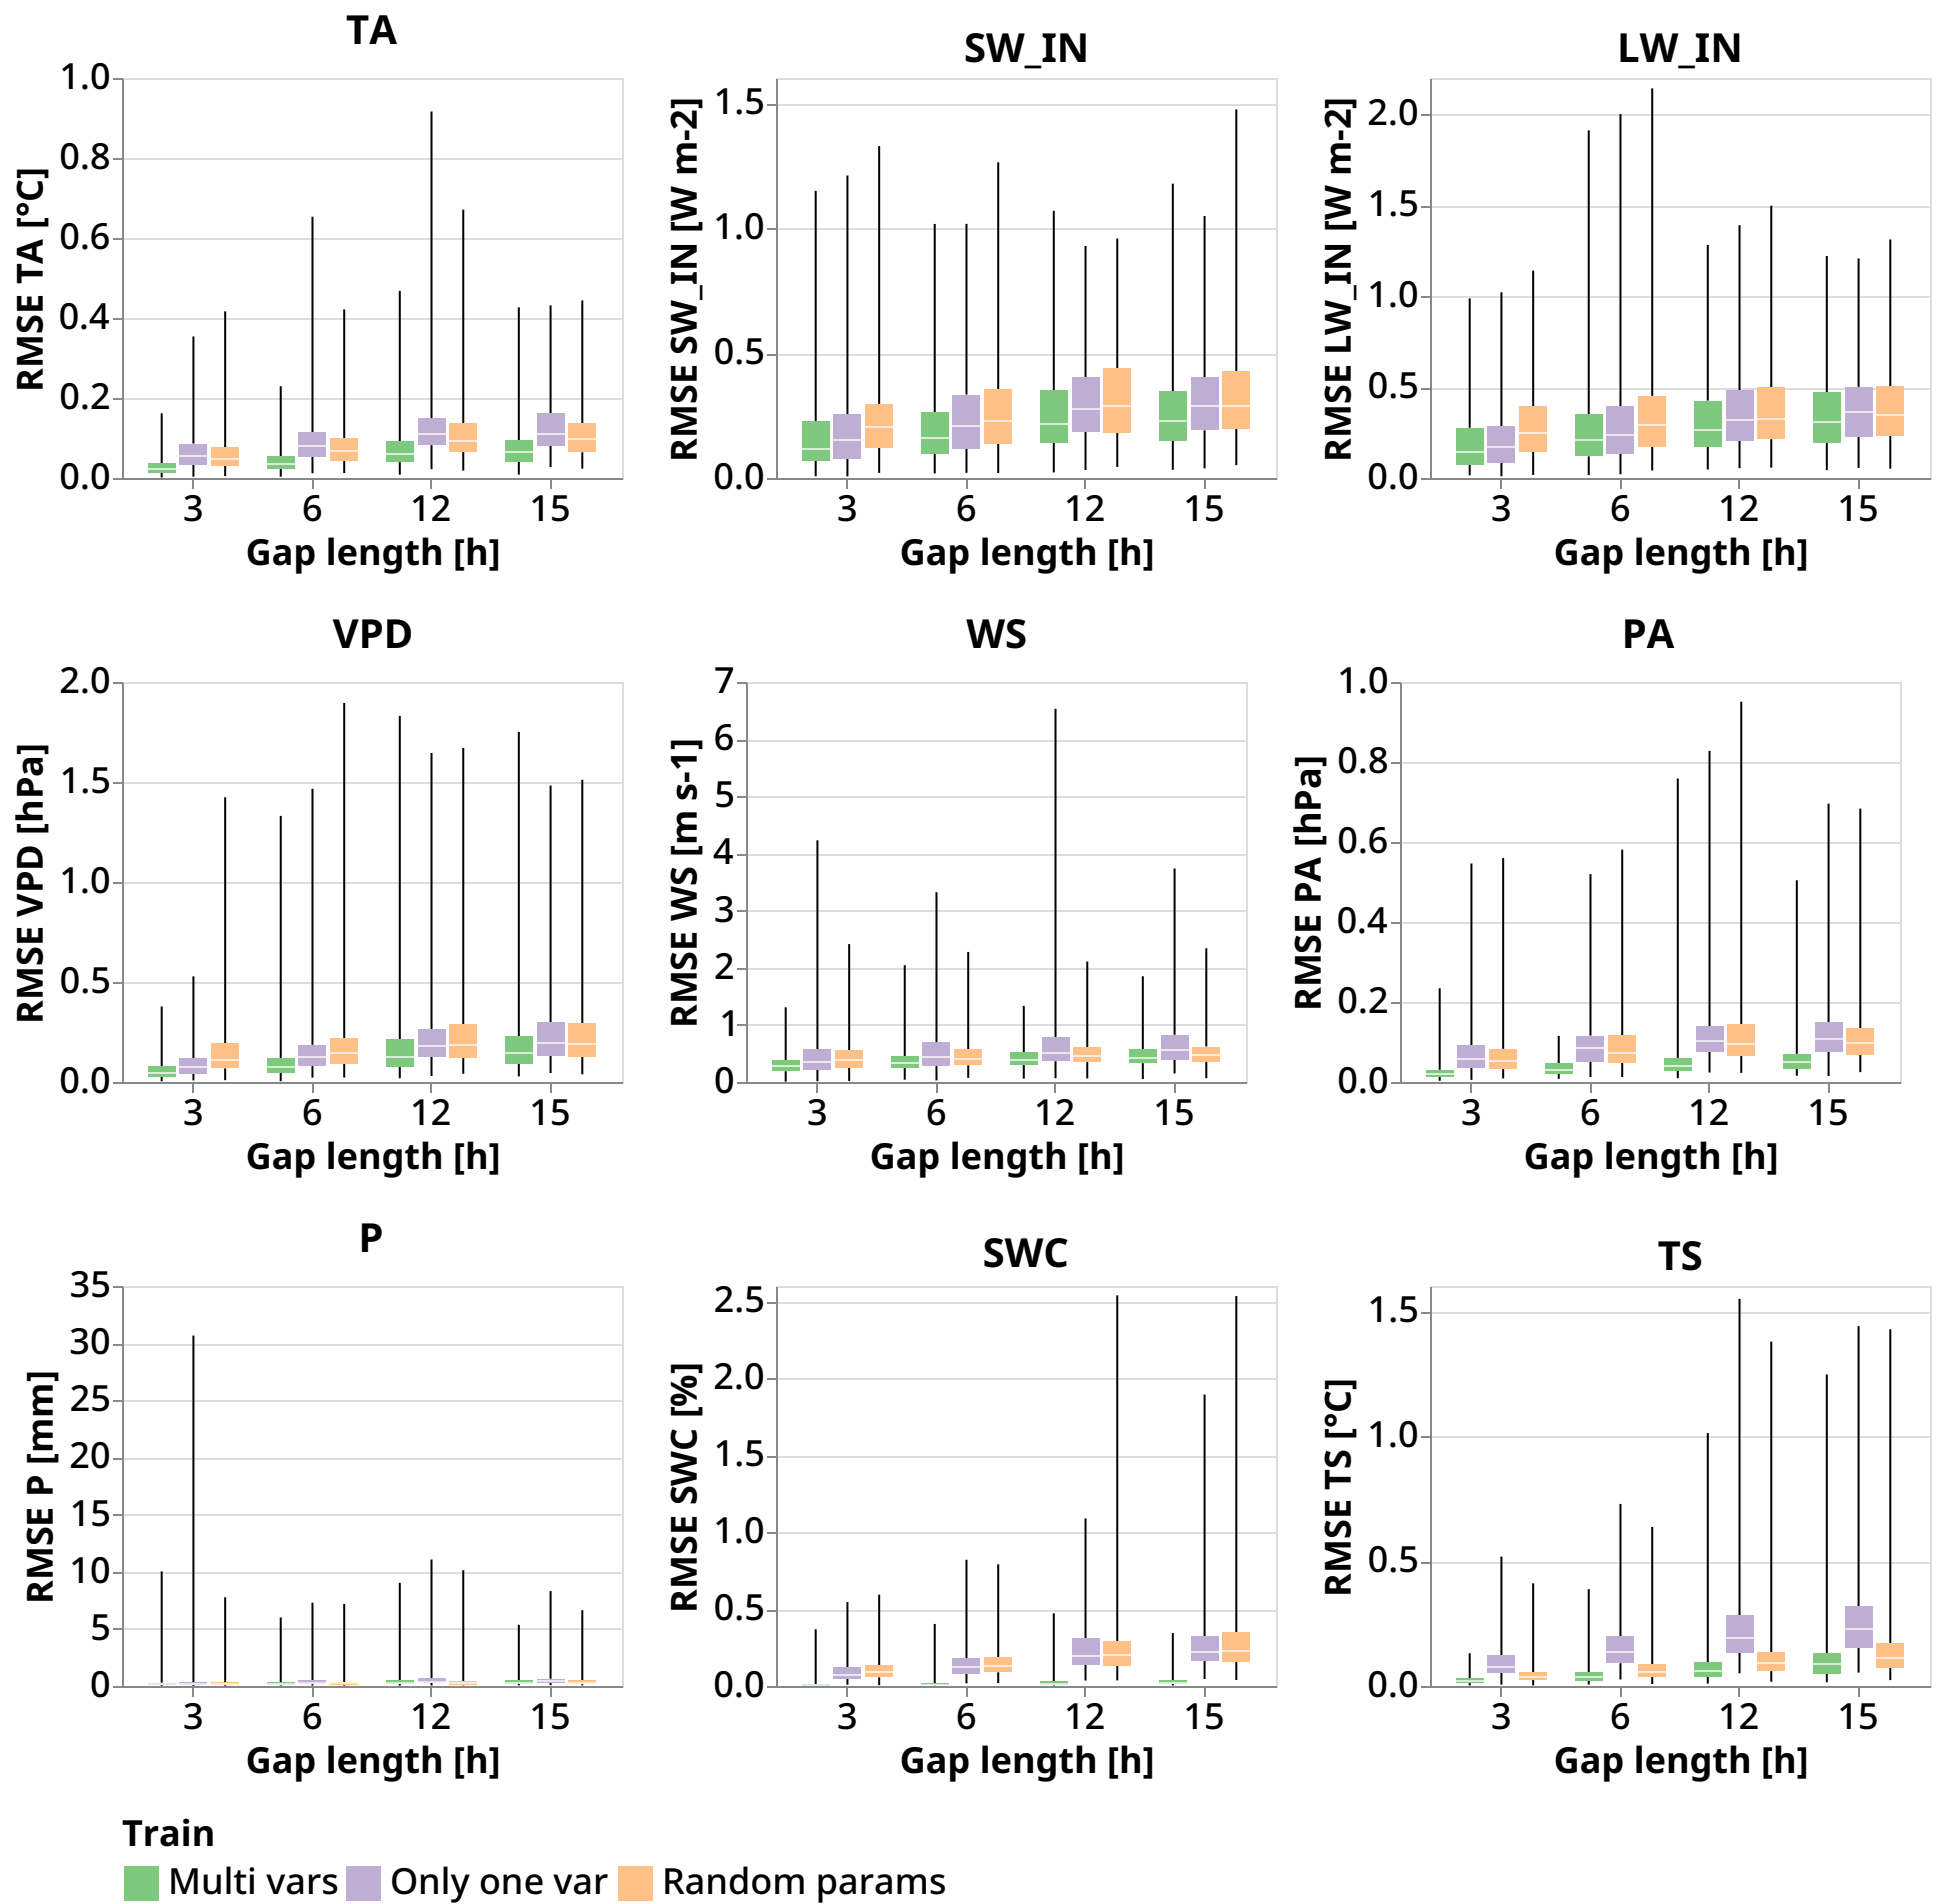 TA
1.0
0.8
0.6
0.4
0.2
0.0
RMSE TA [°C]
3 6 12 15
Gap length [h]
SW_IN
1.5
1.0
0.5
0.0
RMSE SW_IN [W m-2]
3 6 12 15
Gap length [h]
LW_IN
2.0
1.5
1.0
0.5
0.0
RMSE LW_IN [W m-2]
3 6 12 15
Gap length [h]
VPD
2.0
1.5
1.0
0.5
0.0
RMSE VPD [hPa]
3 6 12 15
Gap length [h]
WS
7
6
5
4
3
2
1
0
RMSE WS [m s-1]
3 6 12 15
Gap length [h]
PA
1.0
0.8
0.6
0.4
0.2
0.0
RMSE PA [hPa]
3 6 12 15
Gap length [h]
P
35
30
25
20
15
10
5
0
RMSE P [mm]
3 6 12 15
Gap length [h]
SWC
2.5
2.0
1.5
1.0
0.5
0.0
RMSE SWC [%]
3 6 12 15
Gap length [h]
TS
1.5
1.0
0.5
0.0
RMSE TS [°C]
3 6 12 15
Gap length [h]
Train
Multi vars Only one var Random params